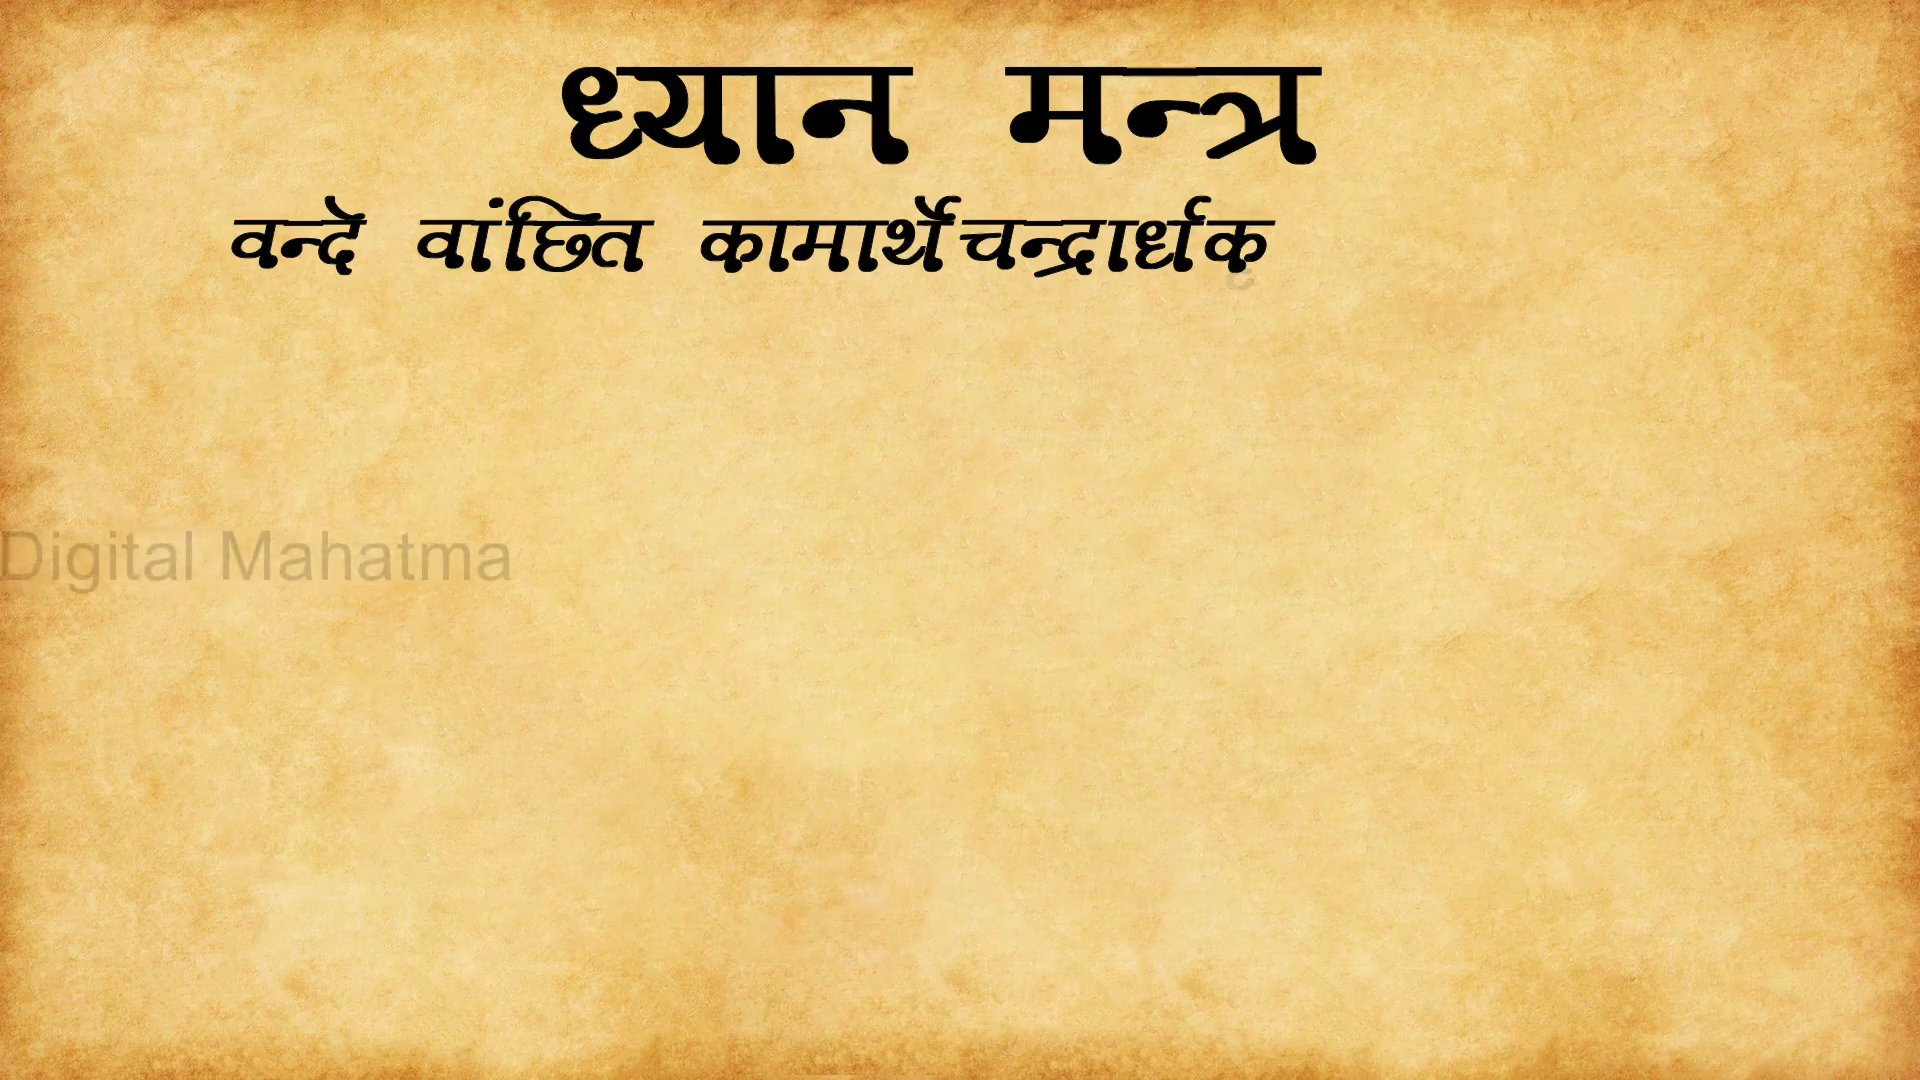 ध्यान मन्त्र
वन्दे वांछित कामार्थेचन्द्रार्धकृ
Digital Mahatma